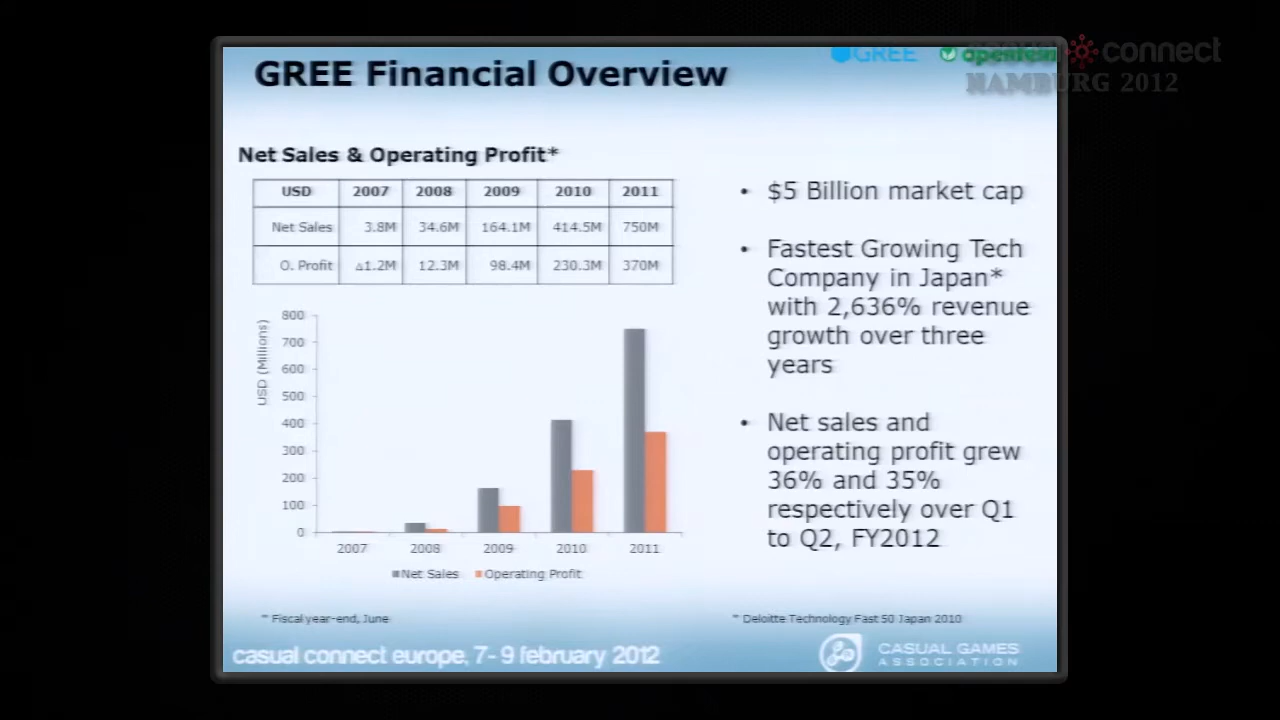 GREE Financial Overview
GREE
connect
HAMBURG 2012
Net Sales & Operating Profit*
USD 2007 2008 2009 2010 2011
Net Sales 3.8M 34.6M 164.1M 414.5M 750M
O. Profit △1.2M 12.3M 98.4M 230.3M 370M
USD (Millions)
800
700
600
500
400
300
200
100
0
2007 2008 2009 2010 2011
Net Sales Operating Profit
* Fiscal year-end, June
• $5 Billion market cap
• Fastest Growing Tech
Company in Japan*
with 2,636% revenue
growth over three
years
• Net sales and
operating profit grew
36% and 35%
respectively over Q1
to Q2, FY2012
* Deloitte Technology Fast 50 Japan 2010
casual connect europe, 7-9 february 2012
CASUAL GAMES
ASSOCIATION